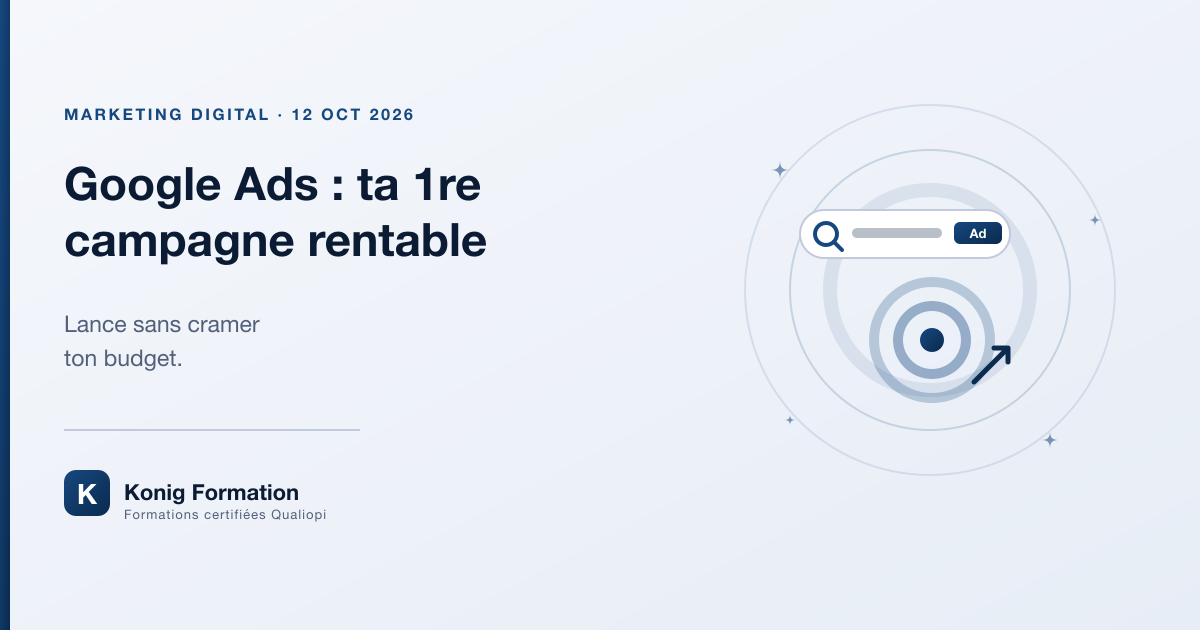 MARKETING DIGITAL · 12 OCT 2026
Google Ads : ta 1re
campagne rentable
Lance sans cramer
ton budget.
K
Konig Formation
Formations certifiées Qualiopi
Ad